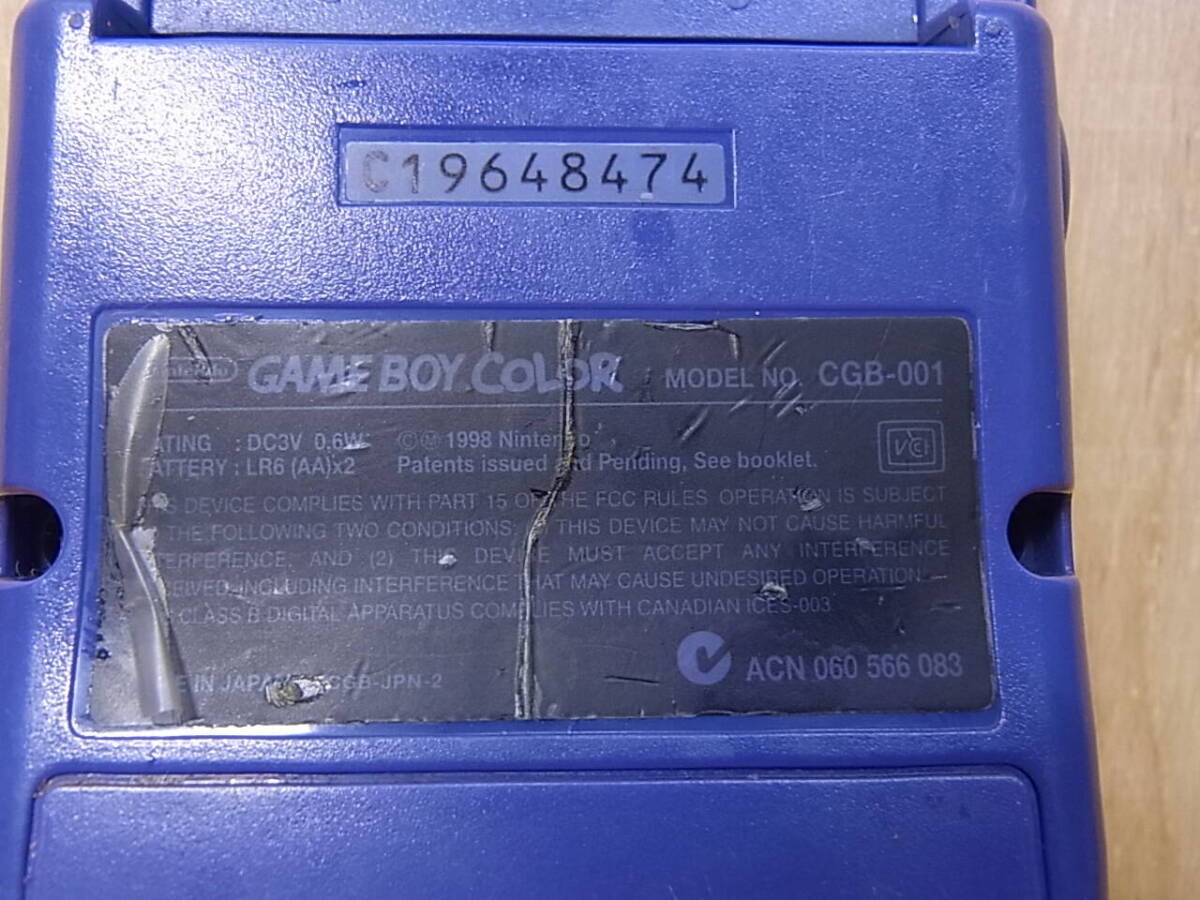 C19648474
Nintendo GAME BOY COLOR MODEL NO. CGB-001
ATING : DC3V 0.6W ©Ⓜ 1998 Nintendo
ATTERY : LR6 (AA)x2 Patents issued and Pending, See booklet.
VCI
S DEVICE COMPLIES WITH PART 15 OF THE FCC RULES. OPERATION IS SUBJECT
THE FOLLOWING TWO CONDITIONS: THIS DEVICE MAY NOT CAUSE HARMFUL
ERFERENCE, AND (2) THIS DEVICE MUST ACCEPT ANY INTERFERENCE
EIVED, INCLUDING INTERFERENCE THAT MAY CAUSE UNDESIRED OPERATION.
CLASS B DIGITAL APPARATUS COMPLIES WITH CANADIAN ICES-003.
ACN 060 566 083
E IN JAPAN CGB-JPN-2